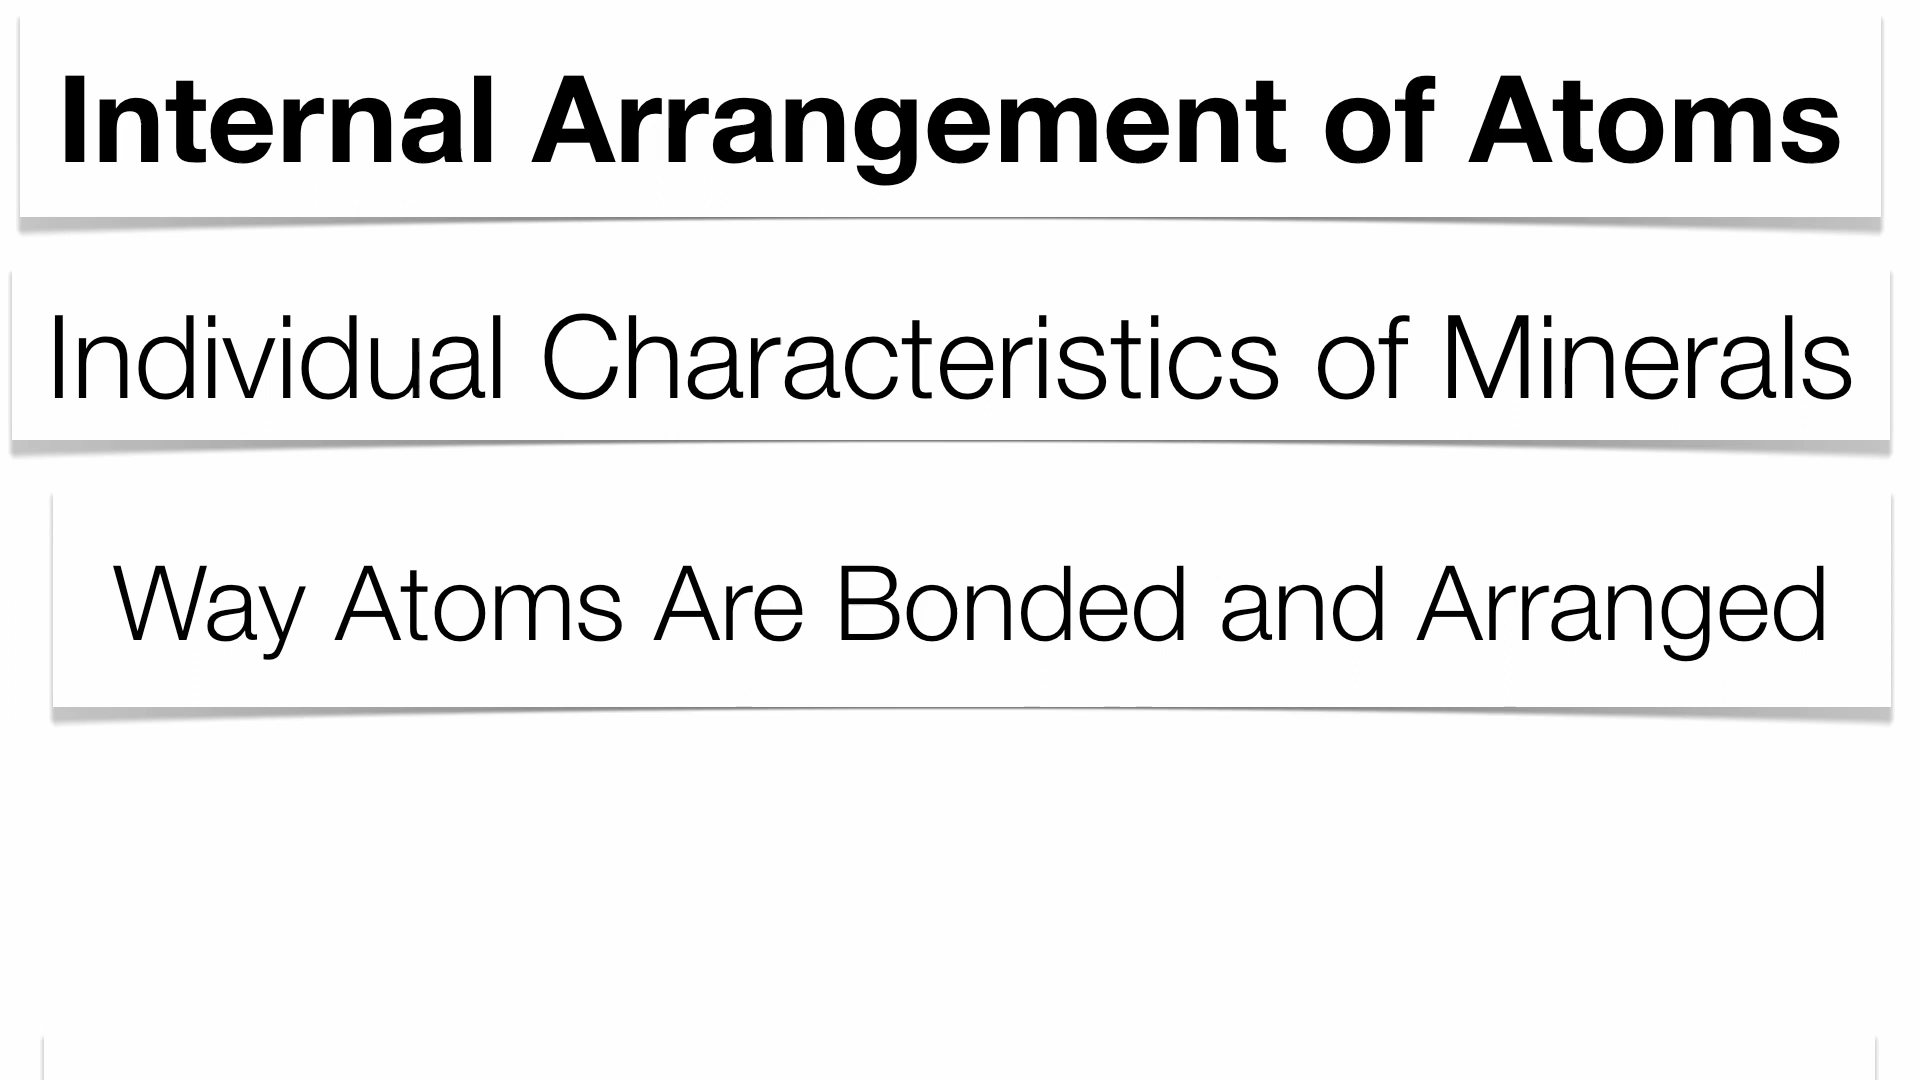 Internal Arrangement of Atoms
Individual Characteristics of Minerals
Way Atoms Are Bonded and Arranged